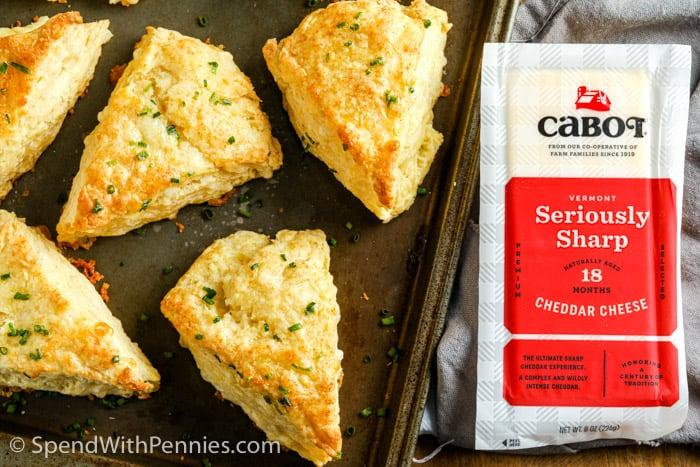 CABOT
FROM OUR CO-OPERATIVE OF
FARM FAMILIES SINCE 1919
VERMONT
Seriously
Sharp
PREMIUM
NATURALLY AGED
18
MONTHS
SELECTED
CHEDDAR CHEESE
THE ULTIMATE SHARP
CHEDDAR EXPERIENCE.
A COMPLEX AND WILDLY
INTENSE CHEDDAR.
HONORING
A
CENTURY OF
TRADITION
PEEL
HERE
NET WT. 8 OZ (226g)
© SpendWithPennies.com